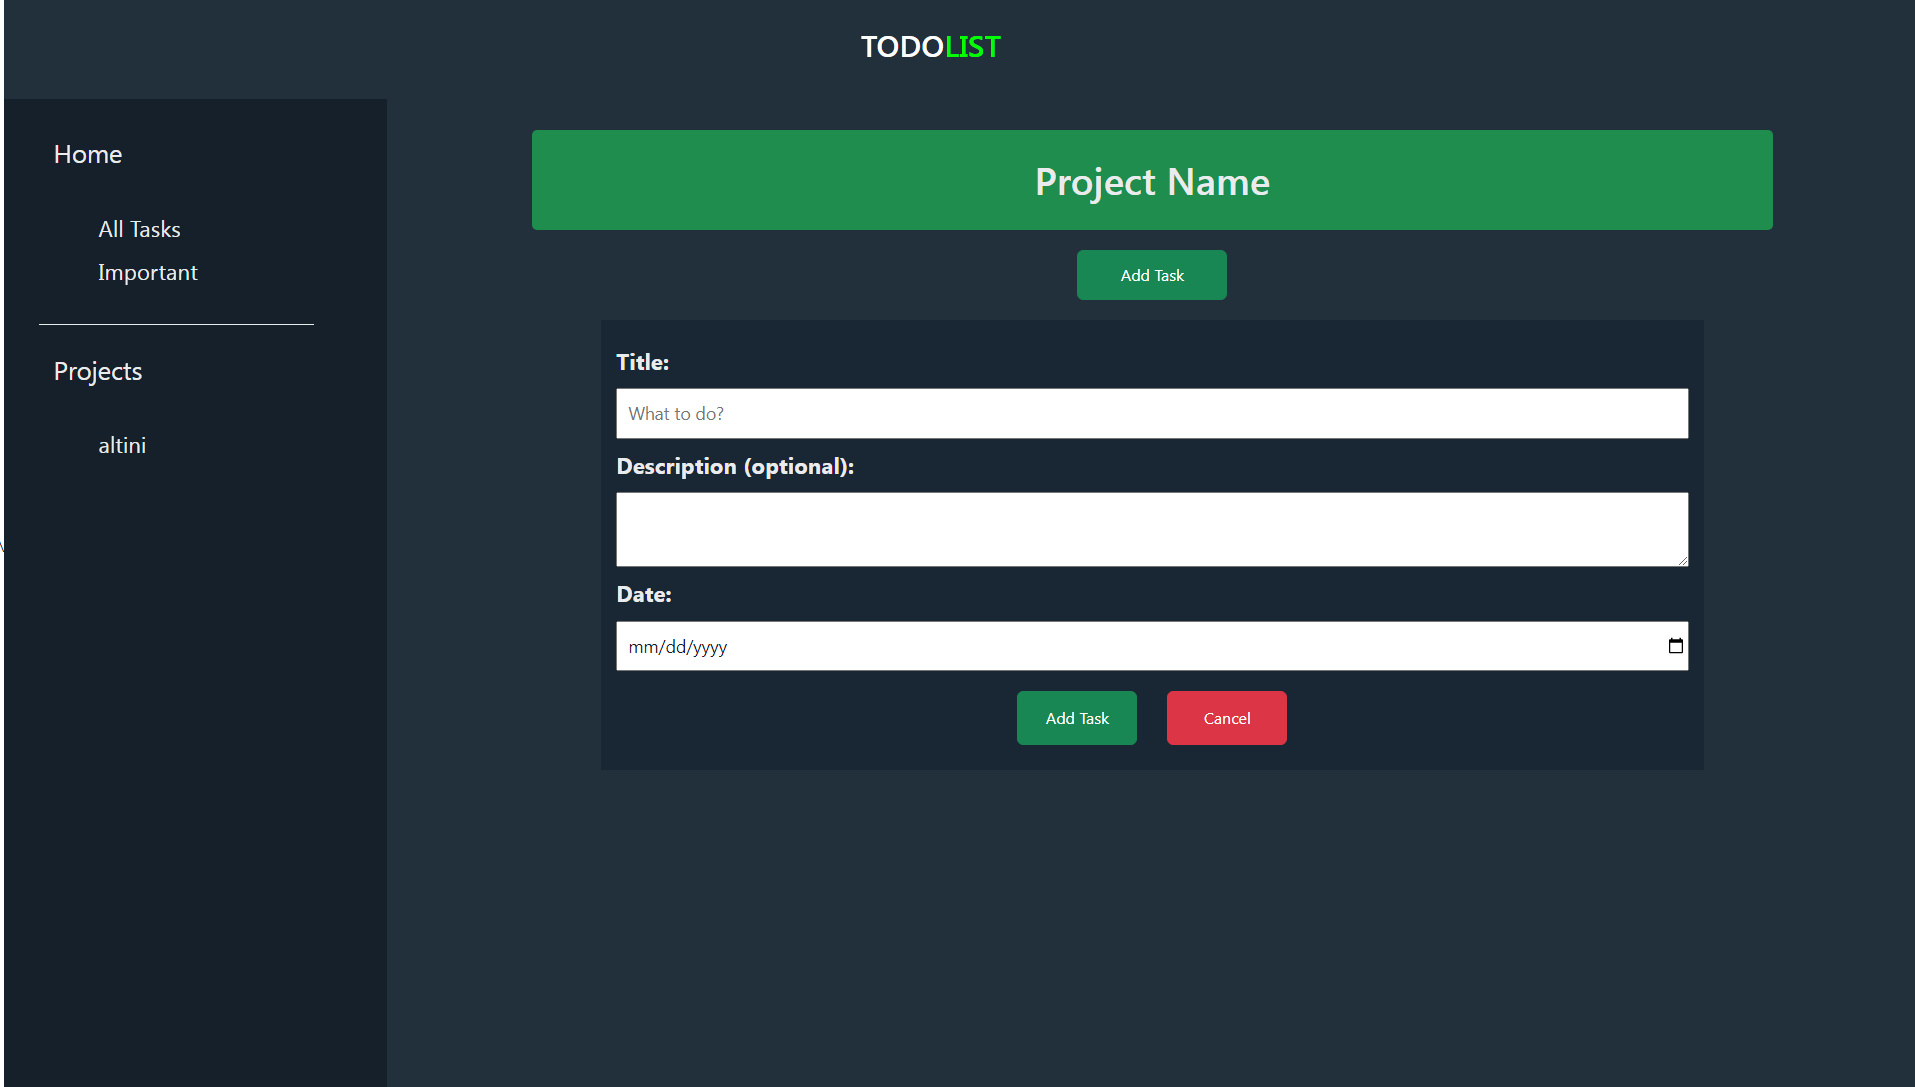 TODOLIST
Home
All Tasks
Important
Projects
altini
Project Name
Add Task
Title:
What to do?
Description (optional):
Date:
mm/dd/yyyy
Add Task Cancel